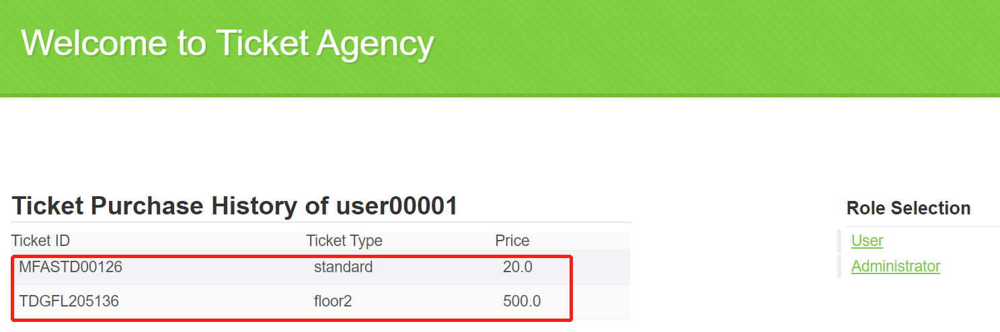 Welcome to Ticket Agency
Ticket Purchase History of user00001
Ticket ID Ticket Type Price
MFASTD00126 standard 20.0
TDGFL205136 floor2 500.0
Role Selection
User
Administrator